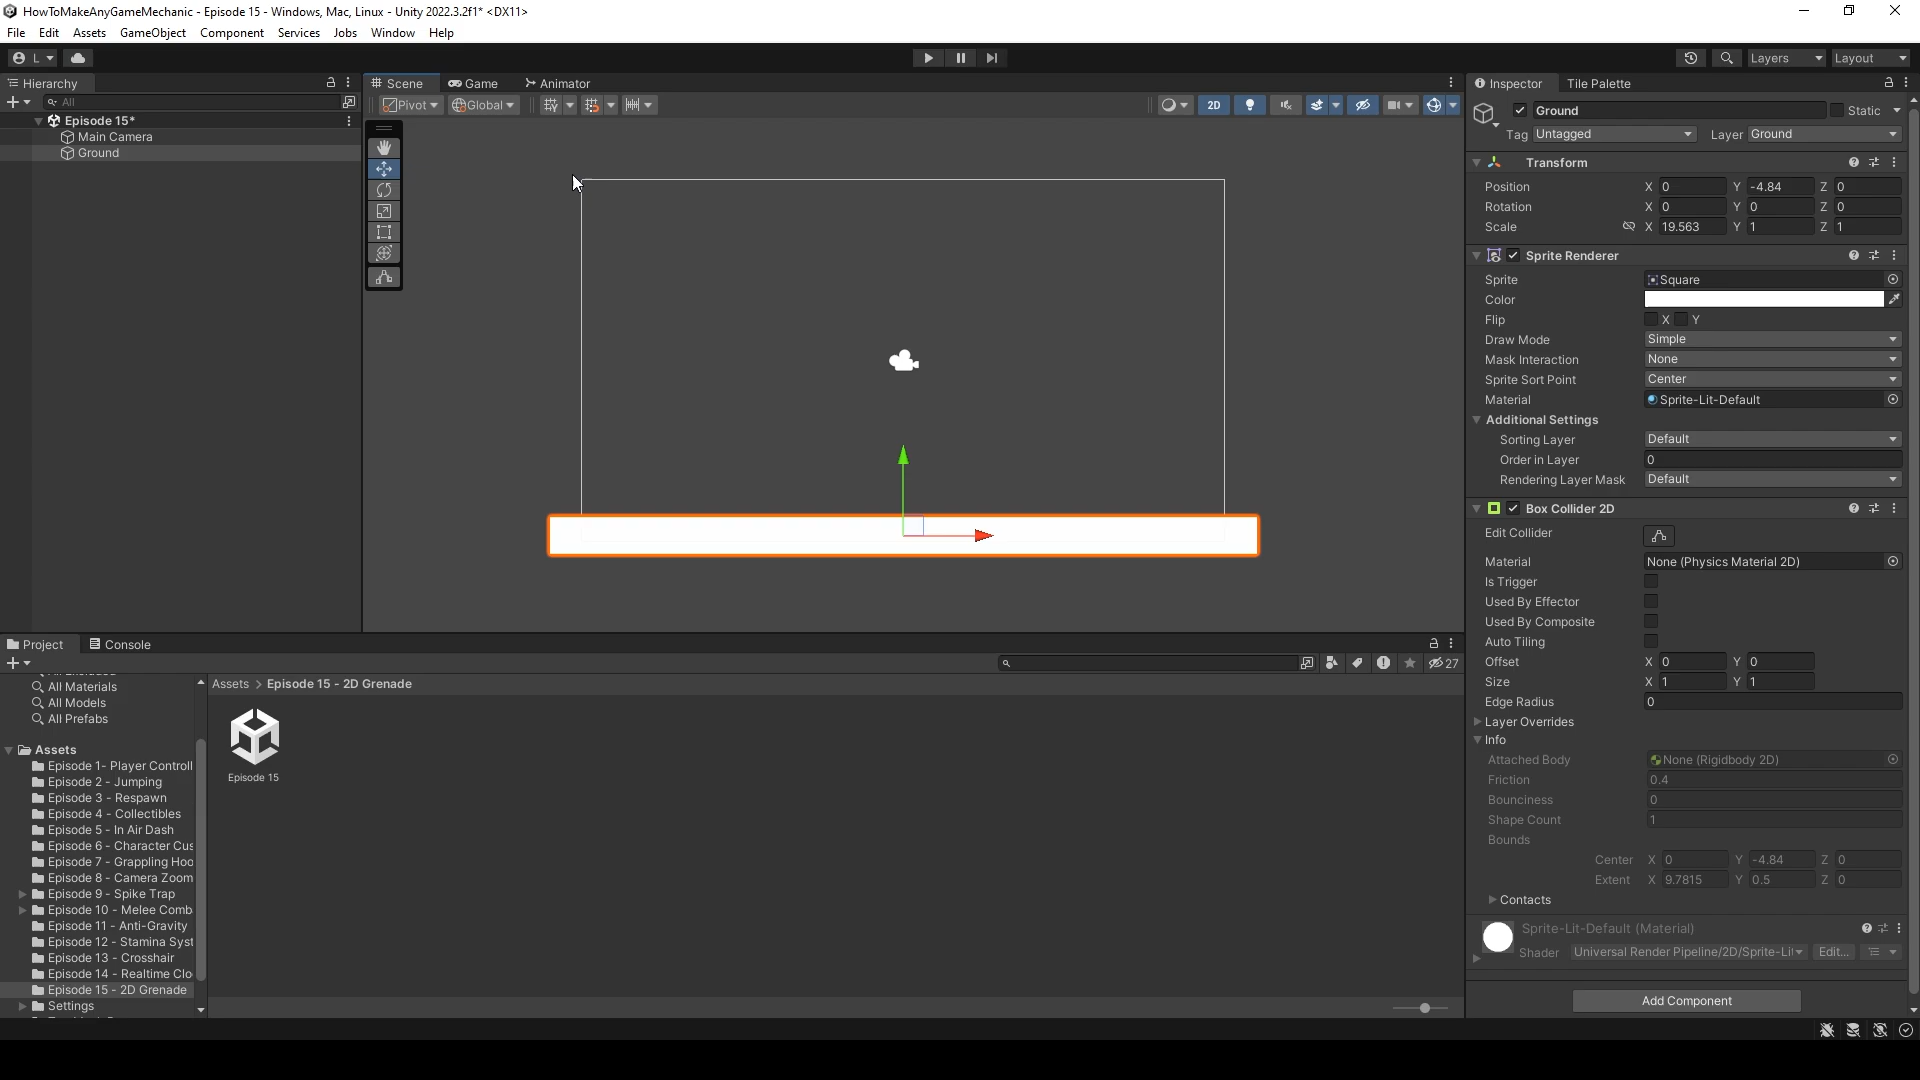 HowToMakeAnyGameMechanic - Episode 15 - Windows, Mac, Linux - Unity 2022.3.2f1* <DX11>
File Edit Assets GameObject Component Services Jobs Window Help
L Layers Layout
Hierarchy
All
Episode 15*
Main Camera
Ground
Scene Game Animator
Pivot Global 2D
Inspector Tile Palette
Ground Static
Tag Untagged Layer Ground
Transform
Position X 0 Y -4.84 Z 0
Rotation X 0 Y 0 Z 0
Scale X 19.563 Y 1 Z 1
Sprite Renderer
Sprite Square
Color
Flip X Y
Draw Mode Simple
Mask Interaction None
Sprite Sort Point Center
Material Sprite-Lit-Default
Additional Settings
Sorting Layer Default
Order in Layer 0
Rendering Layer Mask Default
Box Collider 2D
Edit Collider
Material None (Physics Material 2D)
Is Trigger
Used By Effector
Used By Composite
Auto Tiling
Offset X 0 Y 0
Size X 1 Y 1
Edge Radius 0
Layer Overrides
Info
Attached Body None (Rigidbody 2D)
Friction 0.4
Bounciness 0
Shape Count 1
Bounds
Center X 0 Y -4.84 Z 0
Extent X 9.7815 Y 0.5 Z 0
Contacts
Sprite-Lit-Default (Material)
Shader Universal Render Pipeline/2D/Sprite-Lit Edit...
Add Component
Project Console
27
All Materials
All Models
All Prefabs
Assets
Episode 1- Player Controll
Episode 2 - Jumping
Episode 3 - Respawn
Episode 4 - Collectibles
Episode 5 - In Air Dash
Episode 6 - Character Cus
Episode 7 - Grappling Hoo
Episode 8 - Camera Zoom
Episode 9 - Spike Trap
Episode 10 - Melee Comb
Episode 11 - Anti-Gravity
Episode 12 - Stamina Syst
Episode 13 - Crosshair
Episode 14 - Realtime Clo
Episode 15 - 2D Grenade
Settings
Assets > Episode 15 - 2D Grenade
Episode 15